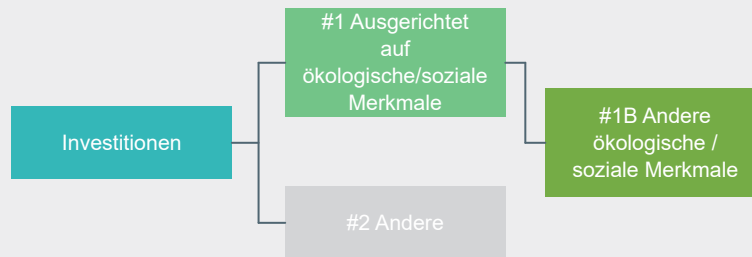 #1 Ausgerichtet
auf
ökologische/soziale
Merkmale
Investitionen
#1B Andere
ökologische /
soziale Merkmale
#2 Andere